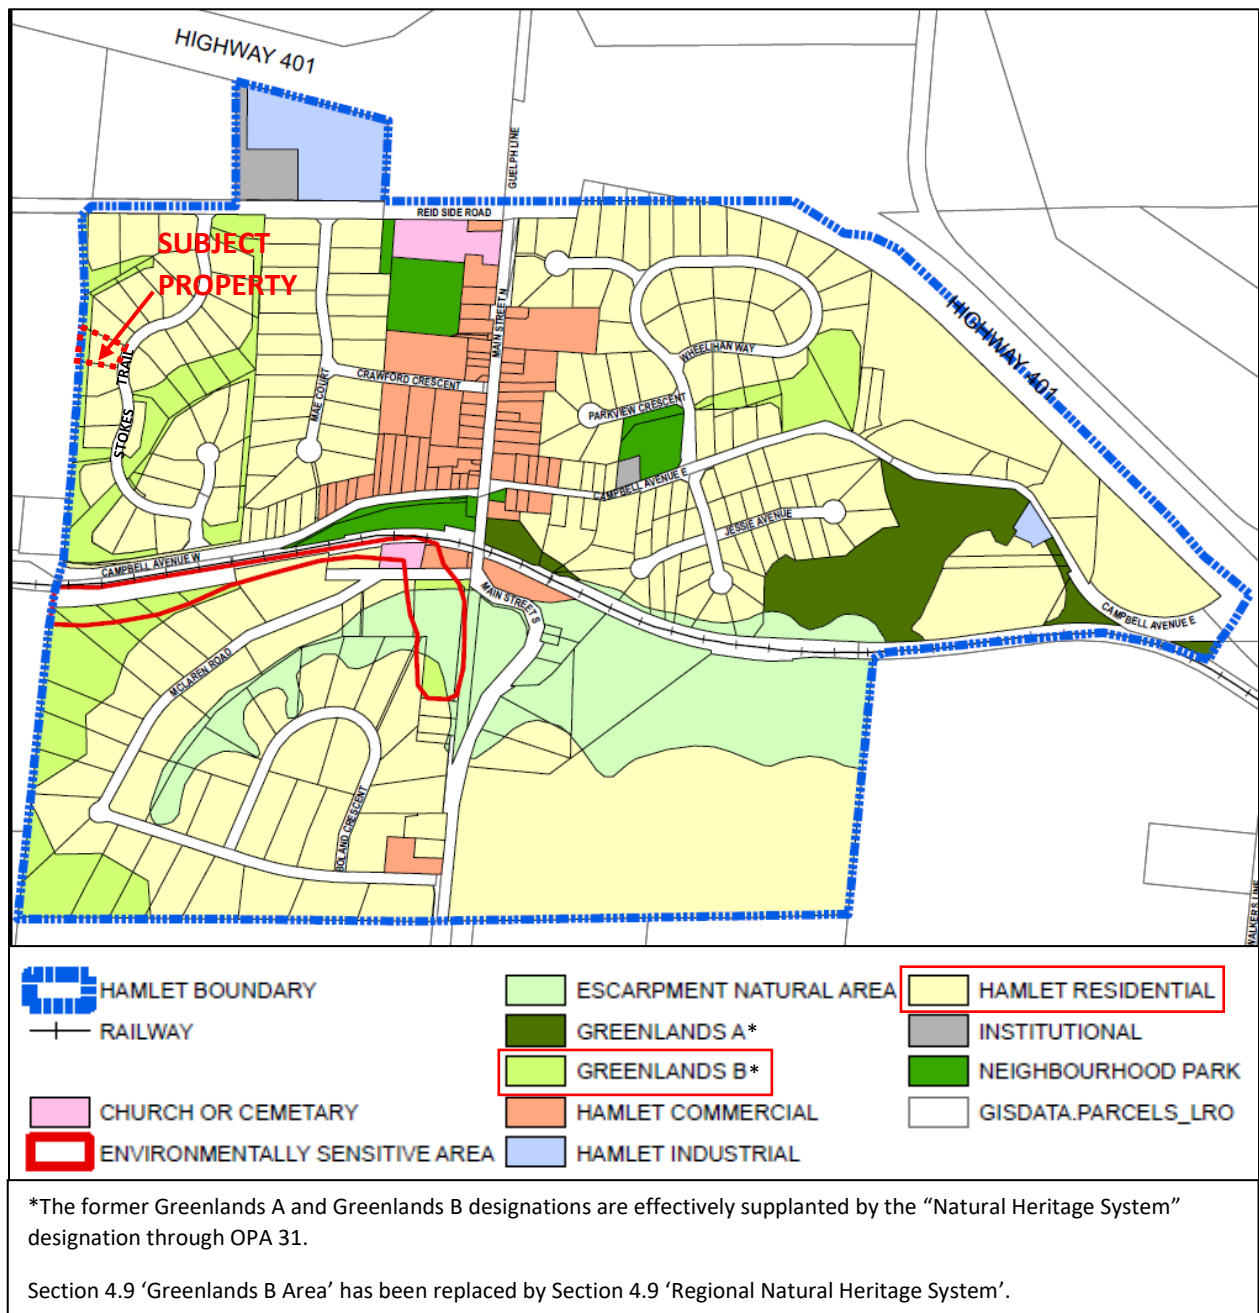 HIGHWAY 401
GUELPH LINE
REID SIDE ROAD
SUBJECT
PROPERTY
MAIN STREET N
HIGHWAY 401
WHEELIHAN WAY
STOKES TRAIL
CRAWFORD CRESCENT
MAE COURT
PARKVIEW CRESCENT
CAMPBELL AVENUE E
JESSIE AVENUE
CAMPBELL AVENUE W
MAIN STREET S
CAMPBELL AVENUE E
MCLAREN ROAD
BOLAND CRESCENT
WALKERS LINE
HAMLET BOUNDARY
RAILWAY
CHURCH OR CEMETARY
ENVIRONMENTALLY SENSITIVE AREA
ESCARPMENT NATURAL AREA
GREENLANDS A*
GREENLANDS B*
HAMLET COMMERCIAL
HAMLET INDUSTRIAL
HAMLET RESIDENTIAL
INSTITUTIONAL
NEIGHBOURHOOD PARK
GISDATA.PARCELS_LRO
*The former Greenlands A and Greenlands B designations are effectively supplanted by the “Natural Heritage System”
designation through OPA 31.
Section 4.9 ‘Greenlands B Area’ has been replaced by Section 4.9 ‘Regional Natural Heritage System’.